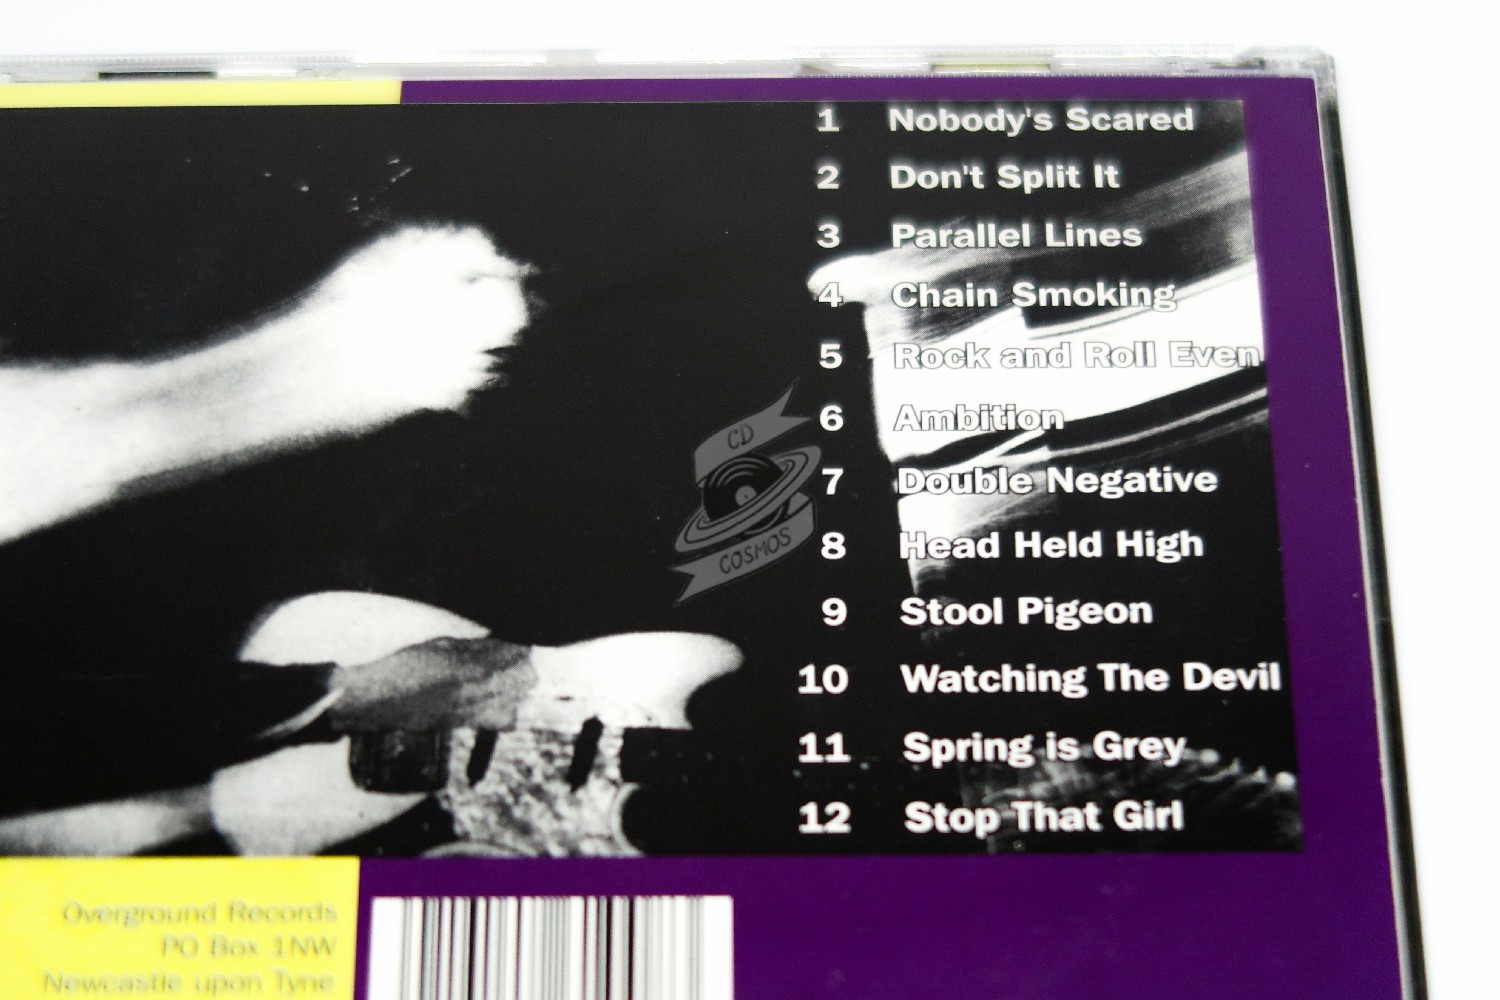 1 Nobody's Scared
2 Don't Split It
3 Parallel Lines
4 Chain Smoking
5 Rock and Roll Even
6 Ambition
7 Double Negative
8 Head Held High
9 Stool Pigeon
10 Watching The Devil
11 Spring is Grey
12 Stop That Girl
CD
COSMOS
Overground Records
PO Box 1NW
Newcastle upon Tyne